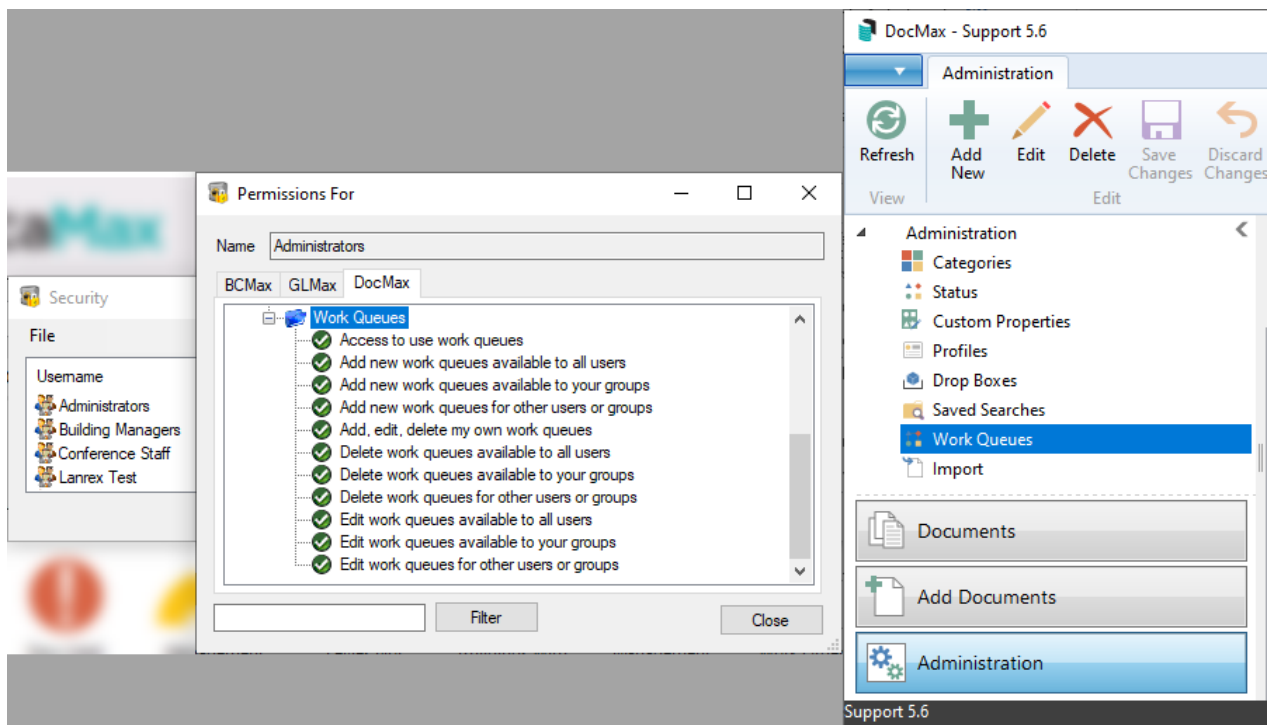 caMax
Security
File
Username
Administrators
Building Managers
Conference Staff
Lanrex Test
Permissions For
Name Administrators
BCMax GLMax DocMax
Work Queues
Access to use work queues
Add new work queues available to all users
Add new work queues available to your groups
Add new work queues for other users or groups
Add, edit, delete my own work queues
Delete work queues available to all users
Delete work queues available to your groups
Delete work queues for other users or groups
Edit work queues available to all users
Edit work queues available to your groups
Edit work queues for other users or groups
Filter Close
DocMax - Support 5.6
Administration
Refresh
Add New
Edit
Delete
Save Changes
Discard Changes
View Edit
Administration
Categories
Status
Custom Properties
Profiles
Drop Boxes
Saved Searches
Work Queues
Import
Documents
Add Documents
Administration
Support 5.6